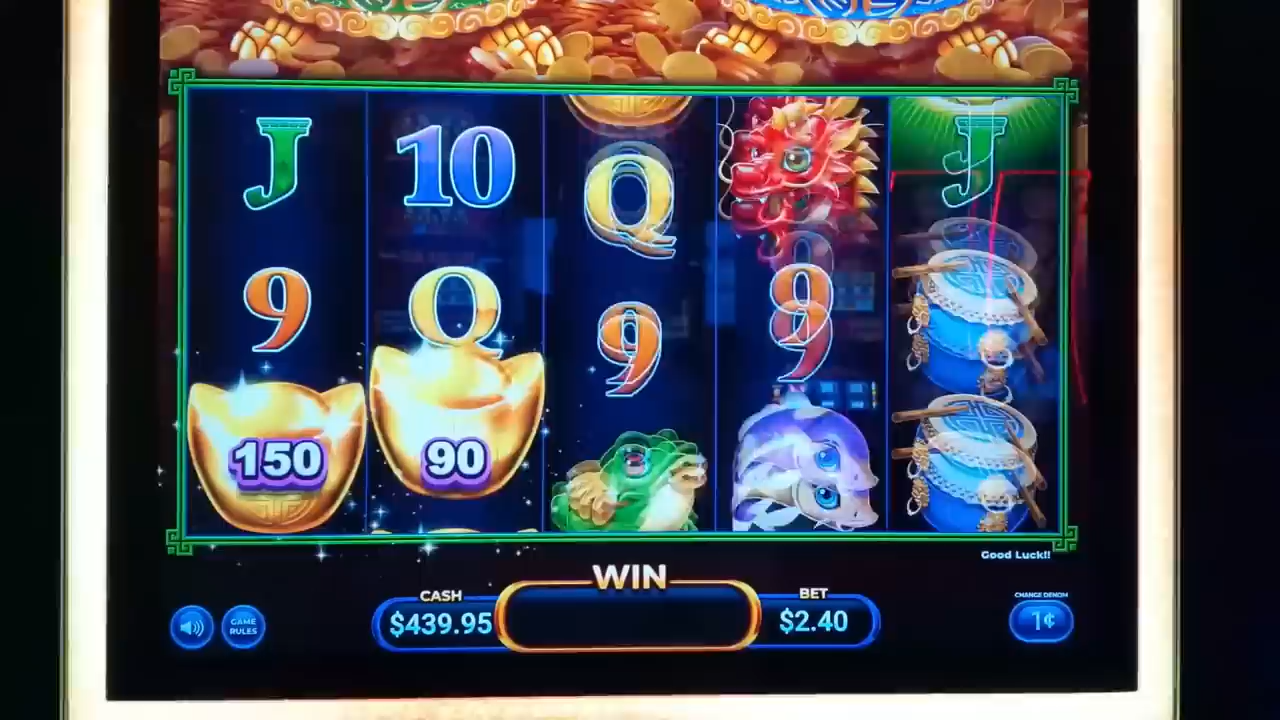 J 10 J
Q
9 Q 9 9
150 90
Good Luck!!
WIN
CASH BET CHANGE DENOM
GAME RULES $439.95 $2.40 1¢